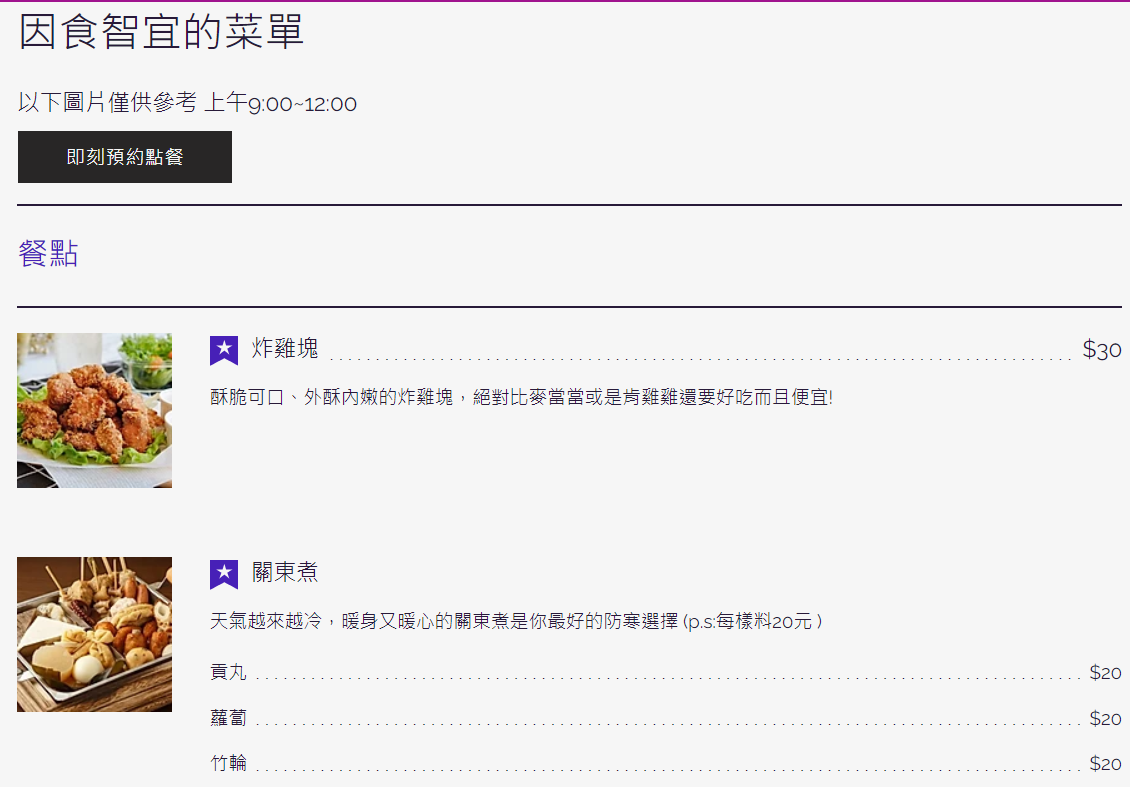 因食智宜的菜單
以下圖片僅供參考 上午9:00~12:00
即刻預約點餐
餐點
炸雞塊 $30
酥脆可口、外酥內嫩的炸雞塊，絕對比麥當當或是肯雞雞還要好吃而且便宜!
關東煮
天氣越來越冷，暖身又暖心的關東煮是你最好的防寒選擇 (p.s:每樣料20元 )
貢丸 $20
蘿蔔 $20
竹輪 $20